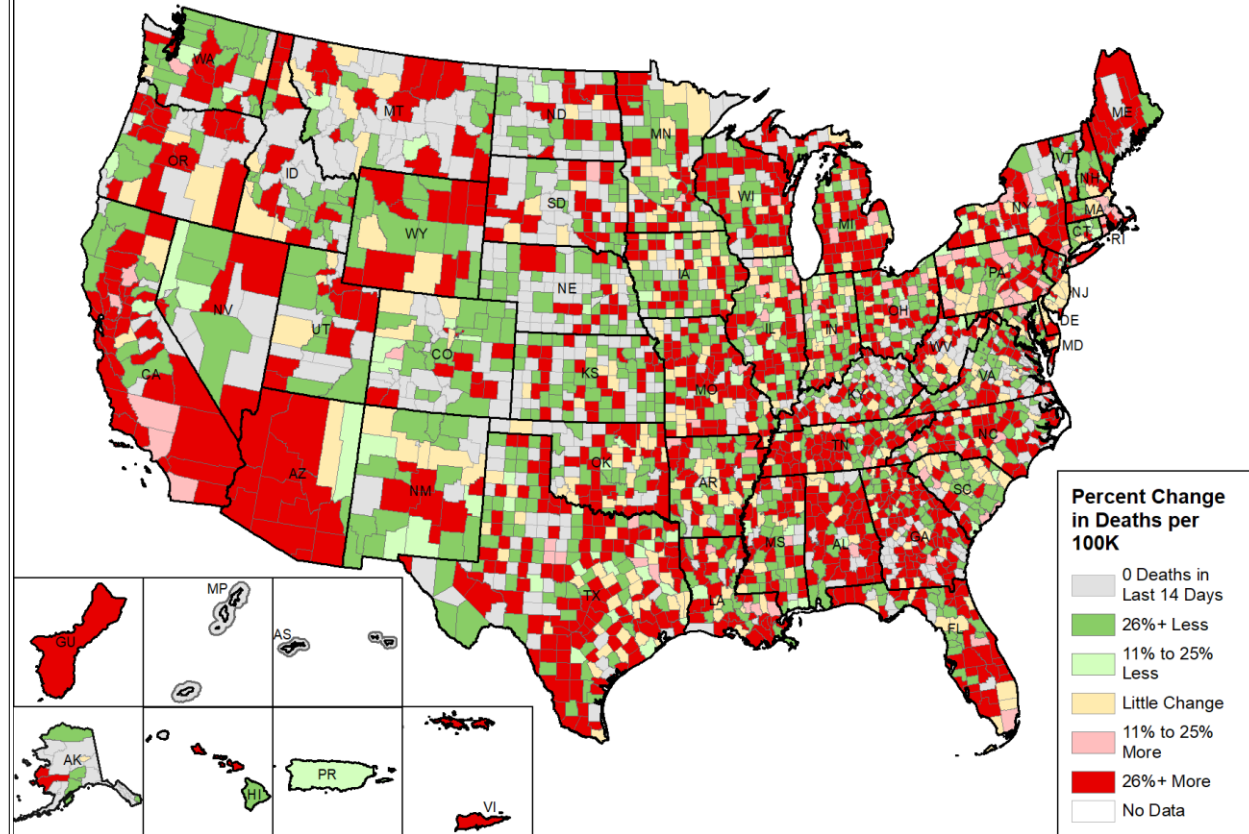 WA
MT
ND
MN
ME
OR
ID
SD
WI
VT
NH
NY
MA
MI
CT
RI
WY
IA
PA
NE
NJ
NV
UT
IL
IN
OH
DE
CO
WV
MD
CA
KS
MO
VA
KY
AZ
NM
OK
TN
NC
AR
SC
MS
AL
GA
TX
LA
FL
GU
MP
AS
AK
HI
PR
VI
Percent Change
in Deaths per
100K
0 Deaths in
Last 14 Days
26%+ Less
11% to 25%
Less
Little Change
11% to 25%
More
26%+ More
No Data